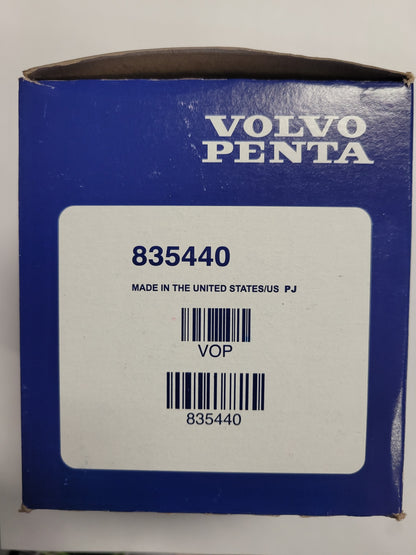 VOLVO
PENTA
835440
MADE IN THE UNITED STATES/US PJ
VOP
835440